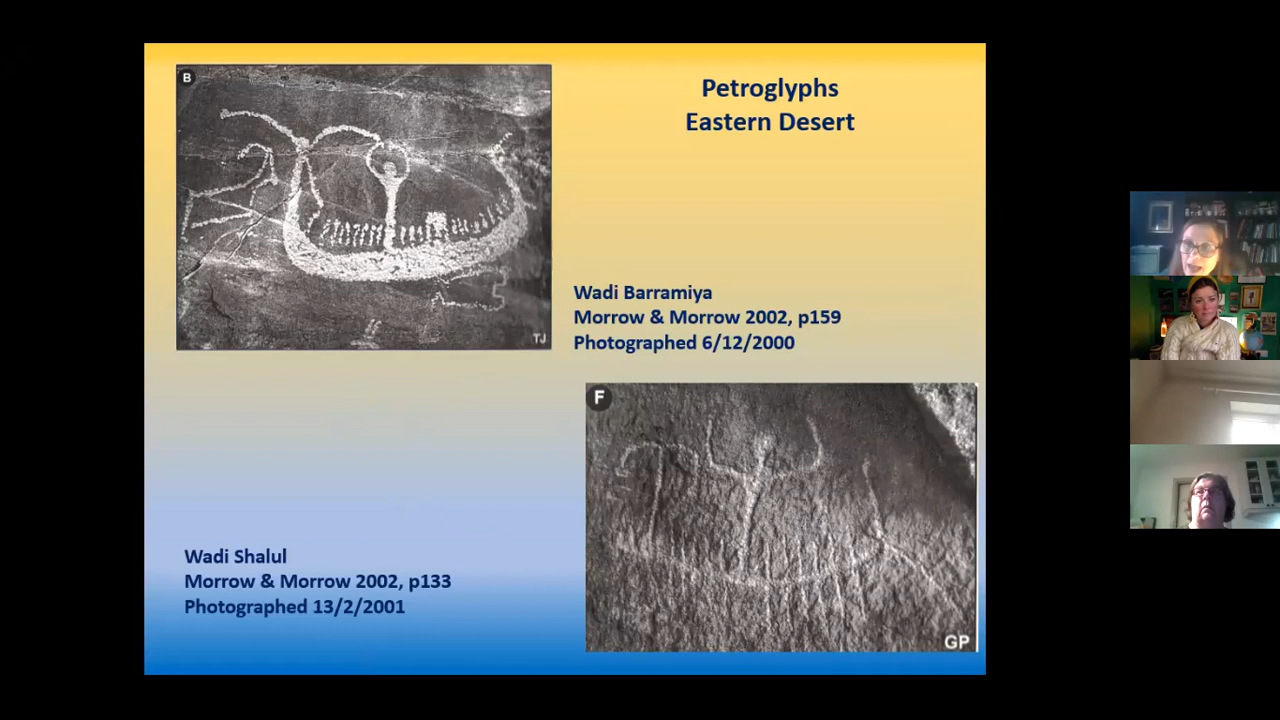 B
Petroglyphs
Eastern Desert
TJ
Wadi Barramiya
Morrow & Morrow 2002, p159
Photographed 6/12/2000
F
Wadi Shalul
Morrow & Morrow 2002, p133
Photographed 13/2/2001
GP